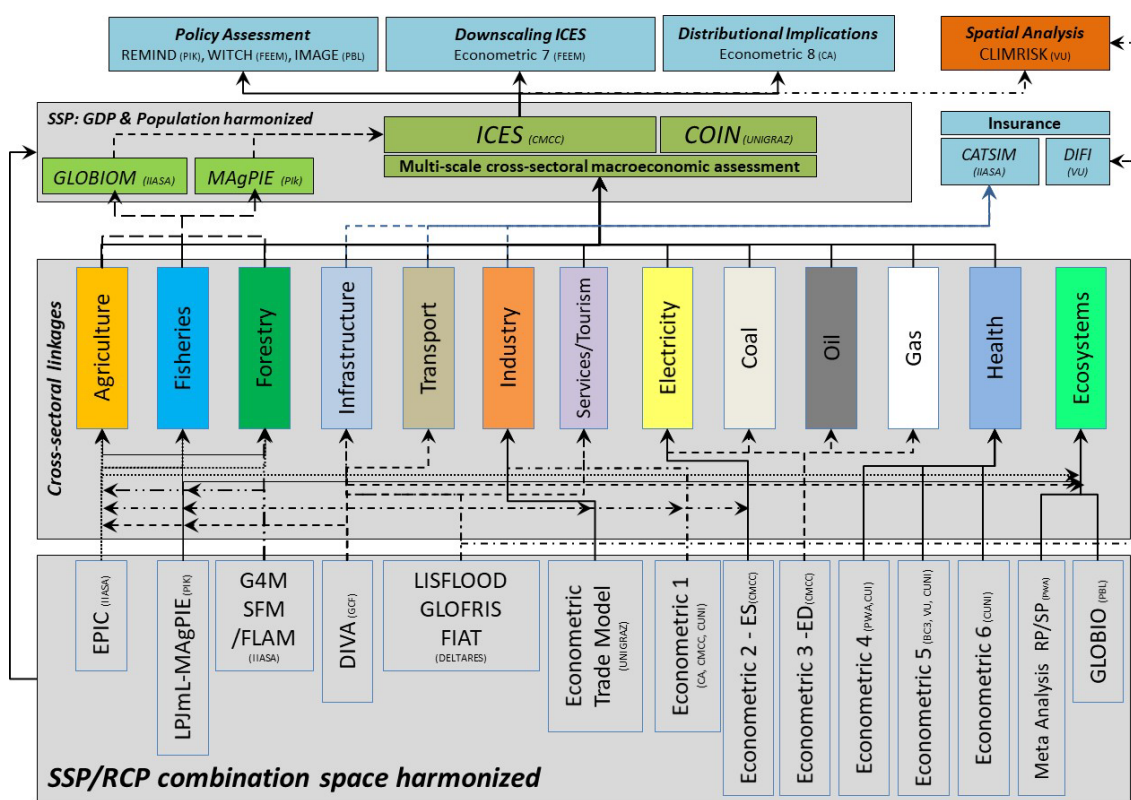 Policy Assessment
REMIND (PIK), WITCH (FEEM), IMAGE (PBL)
Downscaling ICES
Econometric 7 (FEEM)
Distributional Implications
Econometric 8 (CA)
Spatial Analysis
CLIMRISK (VU)
SSP: GDP & Population harmonized
ICES (CMCC)
COIN (UNIGRAZ)
Multi-scale cross-sectoral macroeconomic assessment
GLOBIOM (IIASA)
MAgPIE (PIk)
Insurance
CATSIM
(IIASA)
DIFI
(VU)
Cross-sectoral linkages
Agriculture
Fisheries
Forestry
Infrastructure
Transport
Industry
Services/Tourism
Electricity
Coal
Oil
Gas
Health
Ecosystems
EPIC (IIASA)
LPJmL-MAgPIE (PIK)
G4M
SFM
/FLAM
(IIASA)
DIVA (GCF)
LISFLOOD
GLOFRIS
FIAT
(DELTARES)
Econometric
Trade Model
(UNIGRAZ)
Econometric 1
(CA, CMCC, CUNI)
Econometric 2 - ES(CMCC)
Econometric 3 -ED(CMCC)
Econometric 4 (PWA,CUI)
Econometric 5 (BC3, VU, CUNI)
Econometric 6 (CUNI)
Meta Analysis RP/SP (PWA)
GLOBIO (PBL)
SSP/RCP combination space harmonized